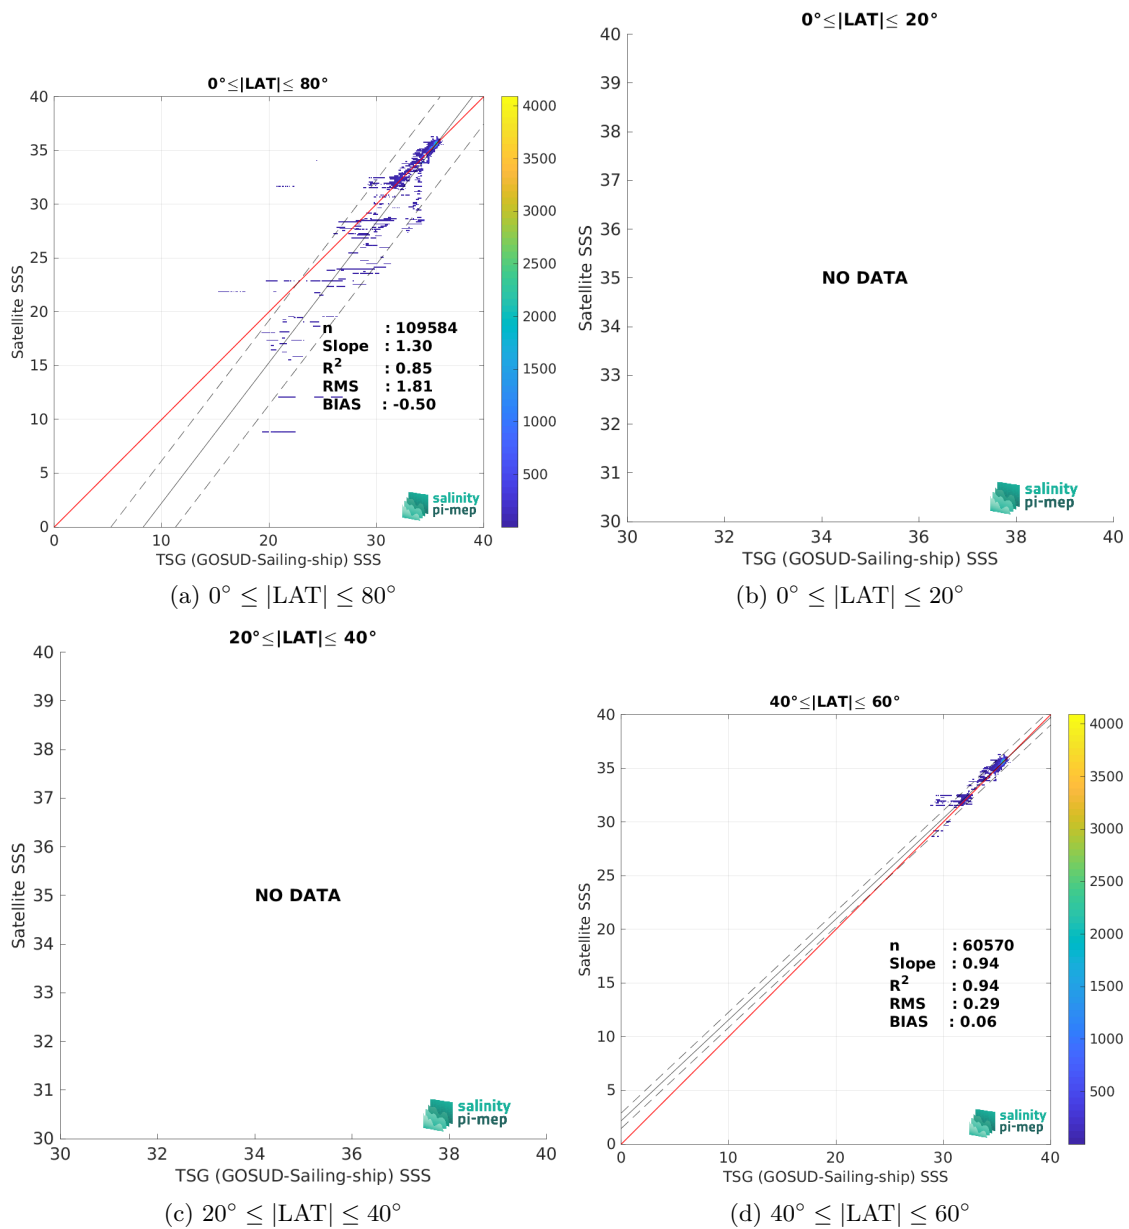 0°≤|LAT|≤ 80°
40
35
30
25
20
15
10
5
0
Satellite SSS
n : 109584
Slope : 1.30
R2 : 0.85
RMS : 1.81
BIAS : -0.50
salinity
pi-mep
0 10 20 30 40
TSG (GOSUD-Sailing-ship) SSS
4000
3500
3000
2500
2000
1500
1000
500
(a) 0° ≤ |LAT| ≤ 80°
0°≤|LAT|≤ 20°
40
39
38
37
36
35
34
33
32
31
30
Satellite SSS
NO DATA
salinity
pi-mep
30 32 34 36 38 40
TSG (GOSUD-Sailing-ship) SSS
(b) 0° ≤ |LAT| ≤ 20°
20°≤|LAT|≤ 40°
40
39
38
37
36
35
34
33
32
31
30
Satellite SSS
NO DATA
salinity
pi-mep
30 32 34 36 38 40
TSG (GOSUD-Sailing-ship) SSS
(c) 20° ≤ |LAT| ≤ 40°
40°≤|LAT|≤ 60°
40
35
30
25
20
15
10
5
0
Satellite SSS
n : 60570
Slope : 0.94
R2 : 0.94
RMS : 0.29
BIAS : 0.06
salinity
pi-mep
0 10 20 30 40
TSG (GOSUD-Sailing-ship) SSS
4000
3500
3000
2500
2000
1500
1000
500
(d) 40° ≤ |LAT| ≤ 60°